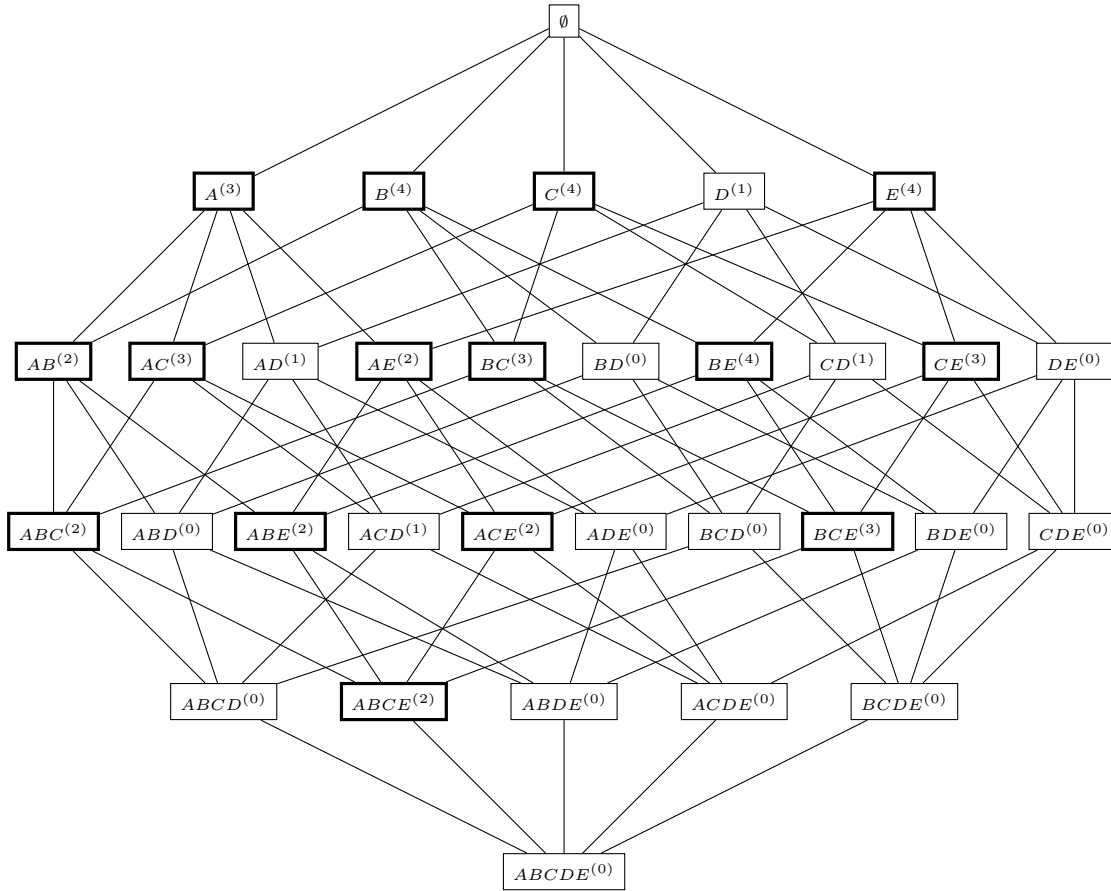 ∅
A⁽³⁾ B⁽⁴⁾ C⁽⁴⁾ D⁽¹⁾ E⁽⁴⁾
AB⁽²⁾ AC⁽³⁾ AD⁽¹⁾ AE⁽²⁾ BC⁽³⁾ BD⁽⁰⁾ BE⁽⁴⁾ CD⁽¹⁾ CE⁽³⁾ DE⁽⁰⁾
ABC⁽²⁾ ABD⁽⁰⁾ ABE⁽²⁾ ACD⁽¹⁾ ACE⁽²⁾ ADE⁽⁰⁾ BCD⁽⁰⁾ BCE⁽³⁾ BDE⁽⁰⁾ CDE⁽⁰⁾
ABCD⁽⁰⁾ ABCE⁽²⁾ ABDE⁽⁰⁾ ACDE⁽⁰⁾ BCDE⁽⁰⁾
ABCDE⁽⁰⁾